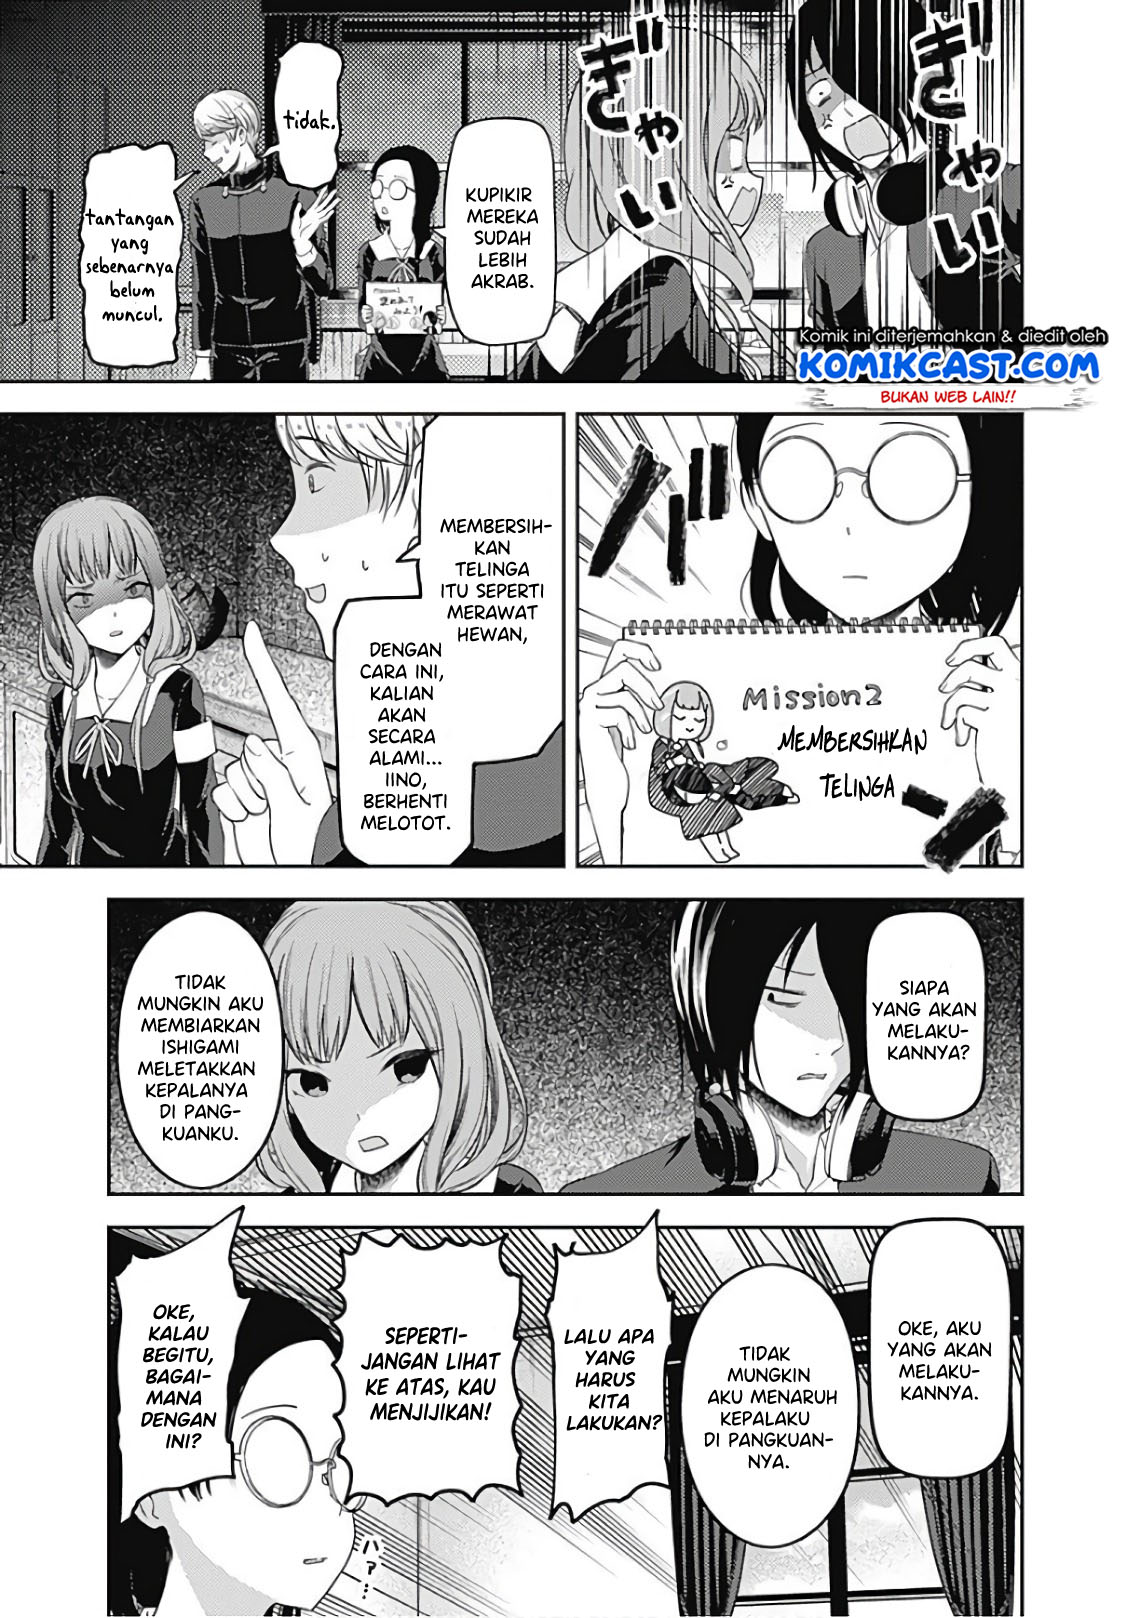 ぎゃいぎゃい
KUPIKIR
MEREKA
SUDAH
LEBIH
AKRAB.
tidak.
tantangan
yang
sebenarnya
belum
muncul.
Mission1
Komik ini diterjemahkan & diedit oleh
KOMIKCAST.COM
BUKAN WEB LAIN!!
Mission2
MEMBERSIHKAN
TELINGA
MEMBERSIH-
KAN
TELINGA
ITU SEPERTI
MERAWAT
HEWAN,
DENGAN
CARA INI,
KALIAN
AKAN
SECARA
ALAMI...
IINO,
BERHENTI
MELOTOT.
SIAPA
YANG AKAN
MELAKU-
KANNYA?
TIDAK
MUNGKIN AKU
MEMBIARKAN
ISHIGAMI
MELETAKKAN
KEPALANYA
DI PANG-
KUANKU.
OKE, AKU
YANG AKAN
MELAKU-
KANNYA.
TIDAK
MUNGKIN
AKU MENARUH
KEPALAKU
DI PANGKUAN-
NYA.
LALU APA
YANG
HARUS
KITA
LAKUKAN?
SEPERTI-
JANGAN LIHAT
KE ATAS, KAU
MENJIJIKAN!
OKE,
KALAU
BEGITU,
BAGAI-
MANA
DENGAN
INI?
ハァ…